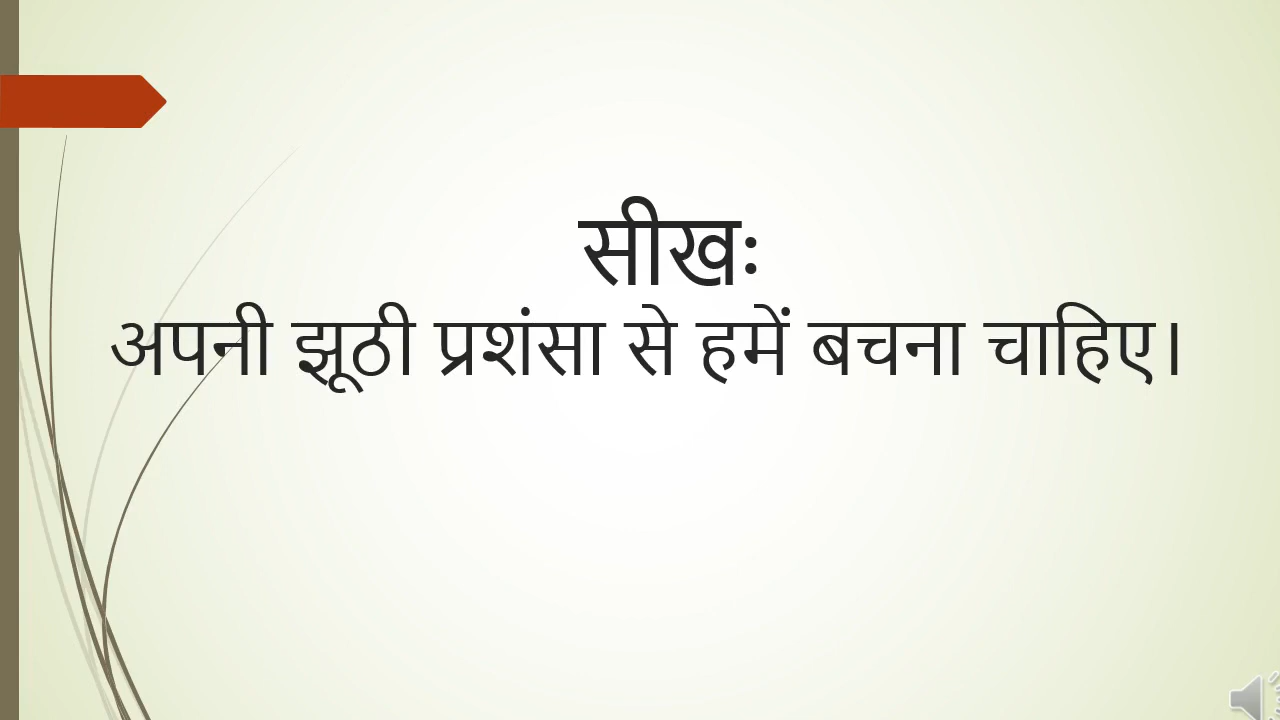 सीखः
अपनी झूठी प्रशंसा से हमें बचना चाहिए।